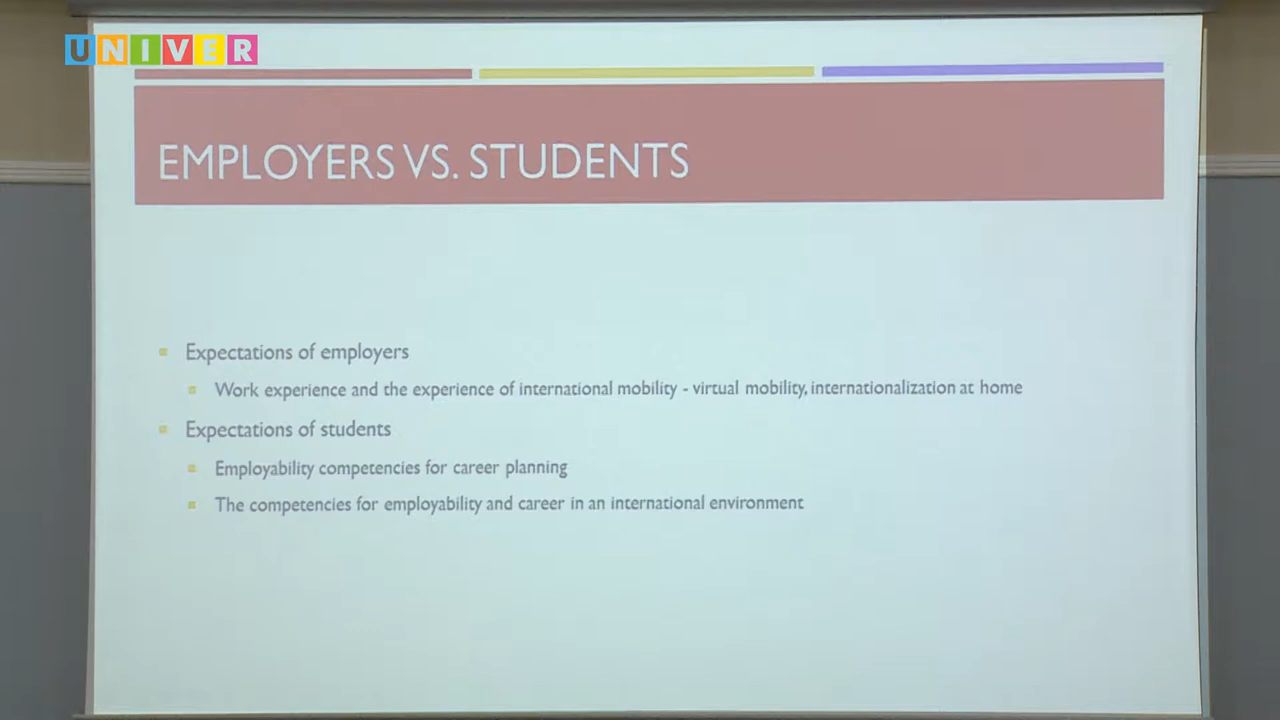 UNIVER
EMPLOYERS VS. STUDENTS
Expectations of employers
Work experience and the experience of international mobility - virtual mobility, internationalization at home
Expectations of students
Employability competencies for career planning
The competencies for employability and career in an international environment